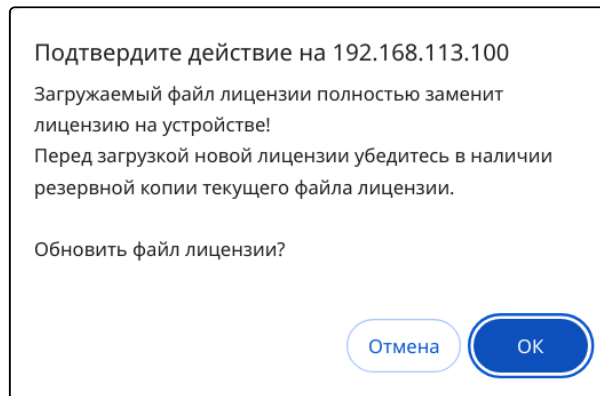 Подтвердите действие на 192.168.113.100
Загружаемый файл лицензии полностью заменит
лицензию на устройстве!
Перед загрузкой новой лицензии убедитесь в наличии
резервной копии текущего файла лицензии.
Обновить файл лицензии?
Отмена
ОК